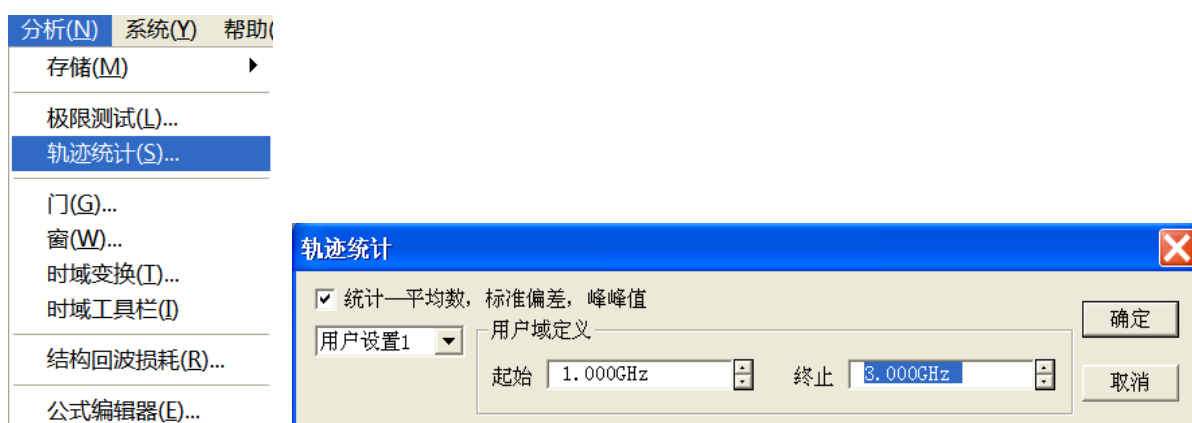 分析(N) 系统(Y) 帮助(
存储(M)
极限测试(L)...
轨迹统计(S)...
门(G)...
窗(W)...
时域变换(T)...
时域工具栏(I)
结构回波损耗(R)...
公式编辑器(E)...
轨迹统计
统计—平均数，标准偏差，峰峰值
用户设置1
用户域定义
起始 1.000GHz 终止 3.000GHz
确定
取消